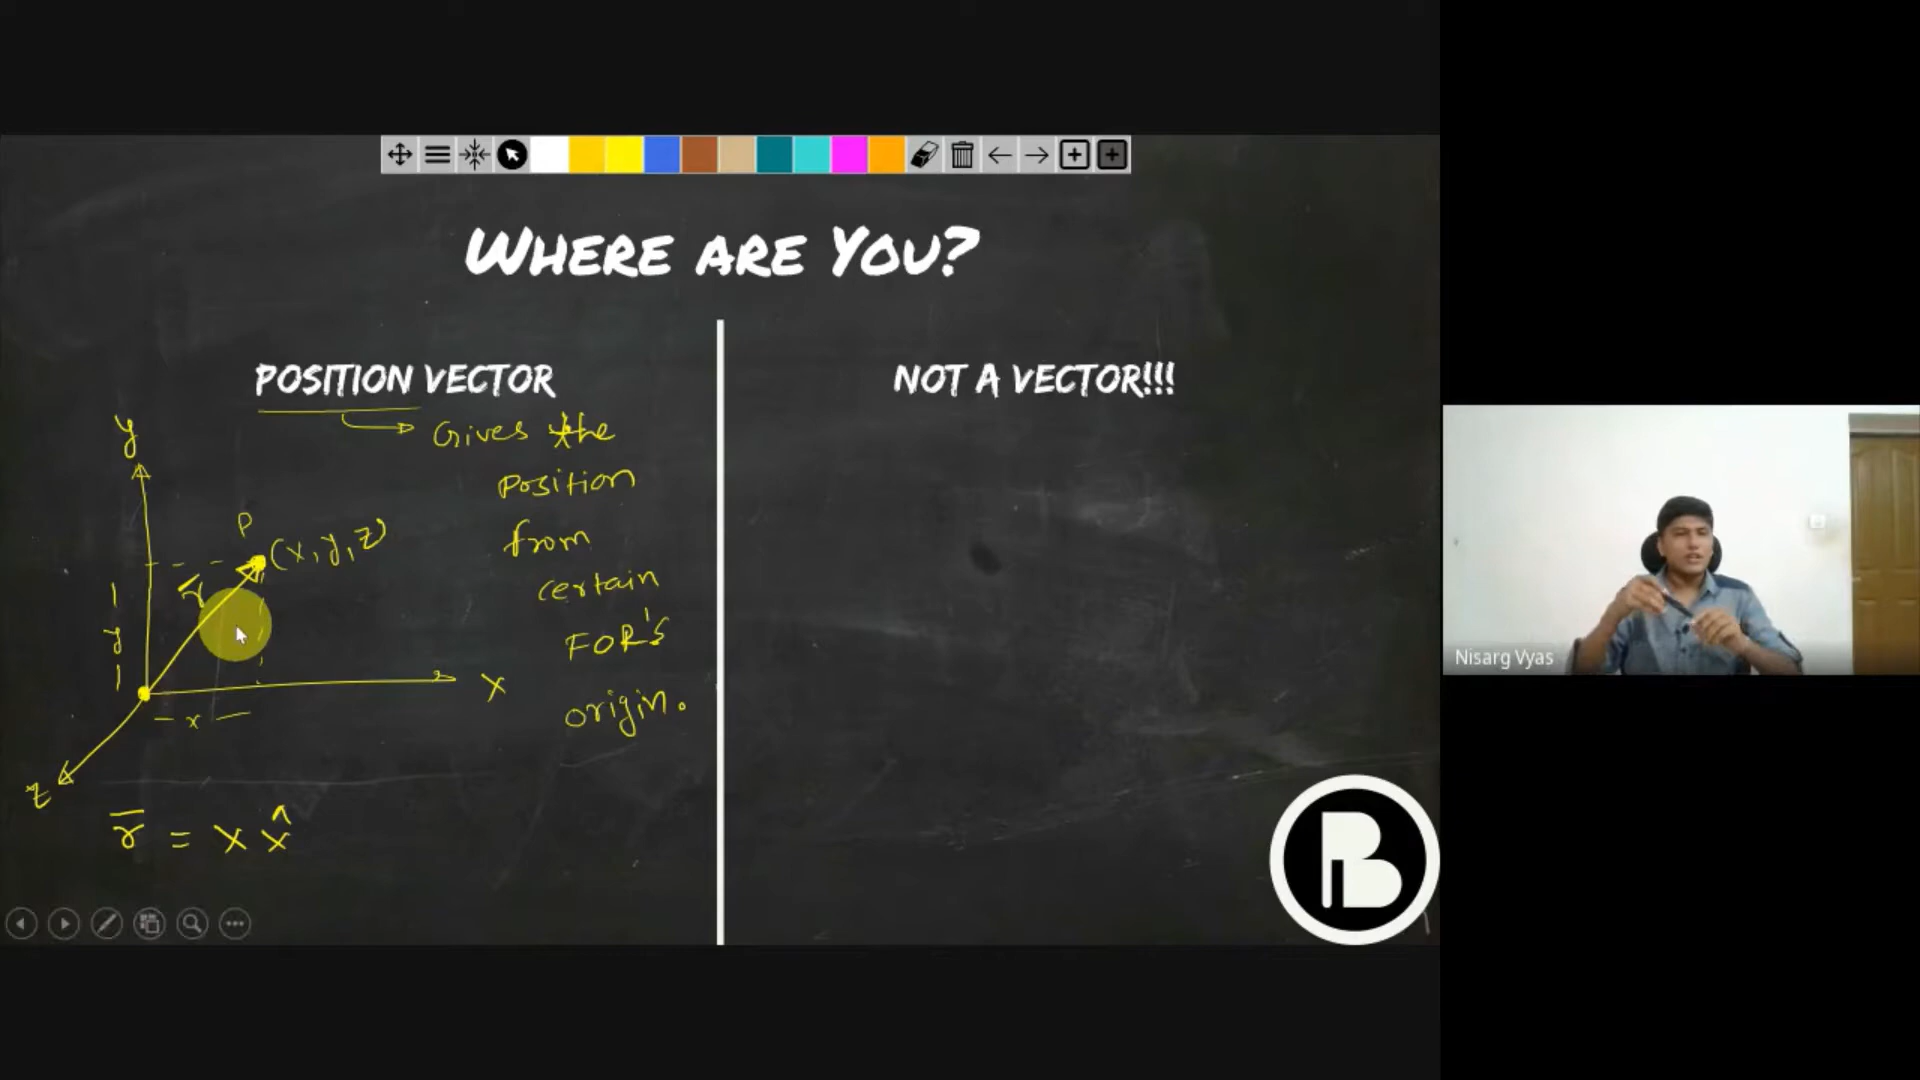 WHERE ARE YOU?
POSITION VECTOR
NOT A VECTOR!!!
Gives the
position
from
certain
FOR's
origin.
y
P
(x, y, z)
r̄
y
x
x
z
r̄ = x x̂
Nisarg Vyas
B